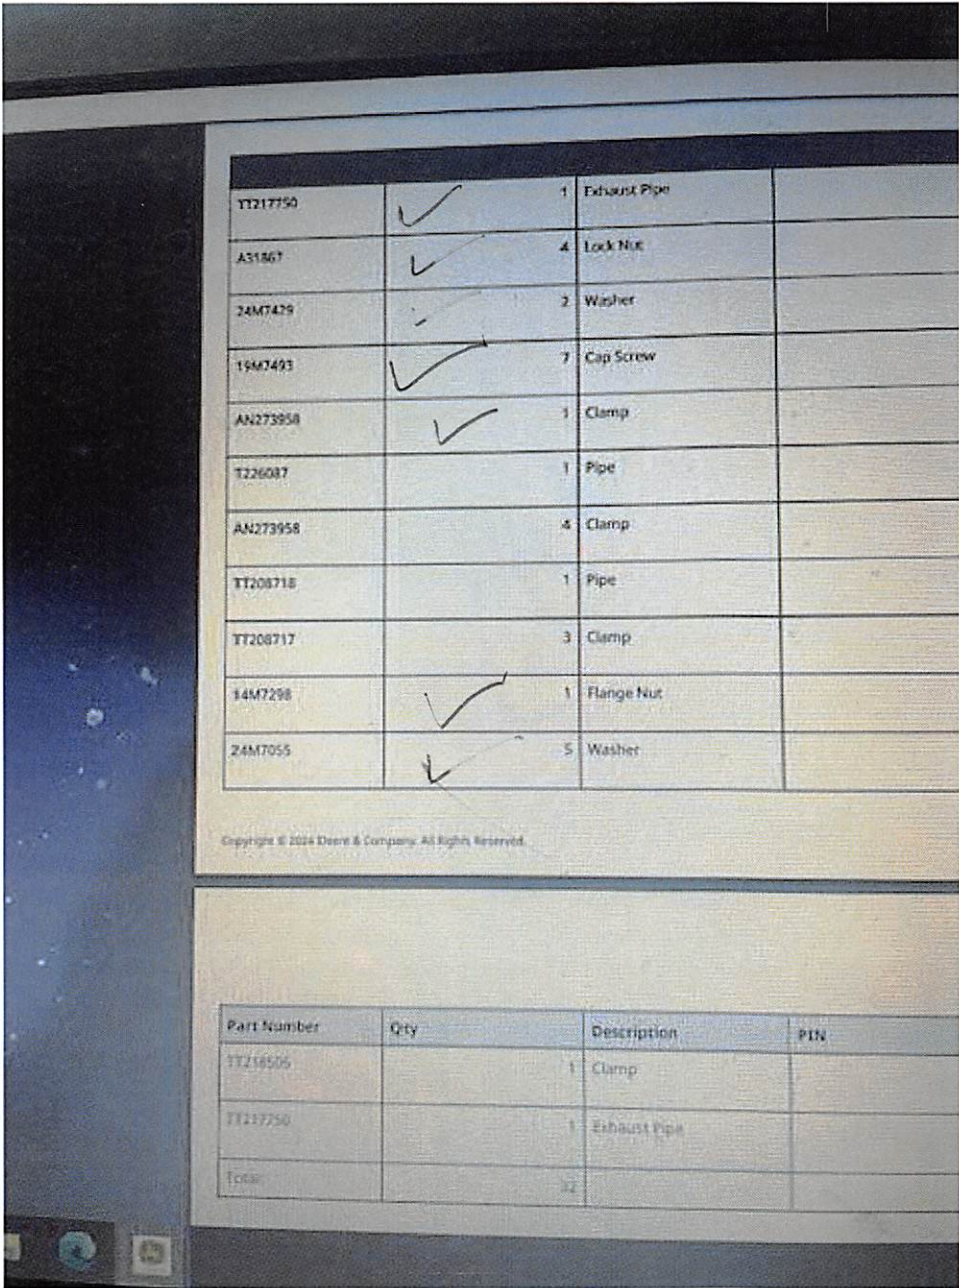 TT217750 1 Exhaust Pipe
A31867 4 Lock Nut
24M7429 2 Washer
19M7493 7 Cap Screw
AN273958 1 Clamp
T226087 1 Pipe
AN273958 4 Clamp
TT208718 1 Pipe
TT208717 3 Clamp
14M7298 1 Flange Nut
24M7055 5 Washer
Copyright © 2024 Deere & Company. All Rights Reserved.
Part Number Qty Description PIN
TT218506 1 Clamp
TT217750 1 Exhaust Pipe
Total: 32